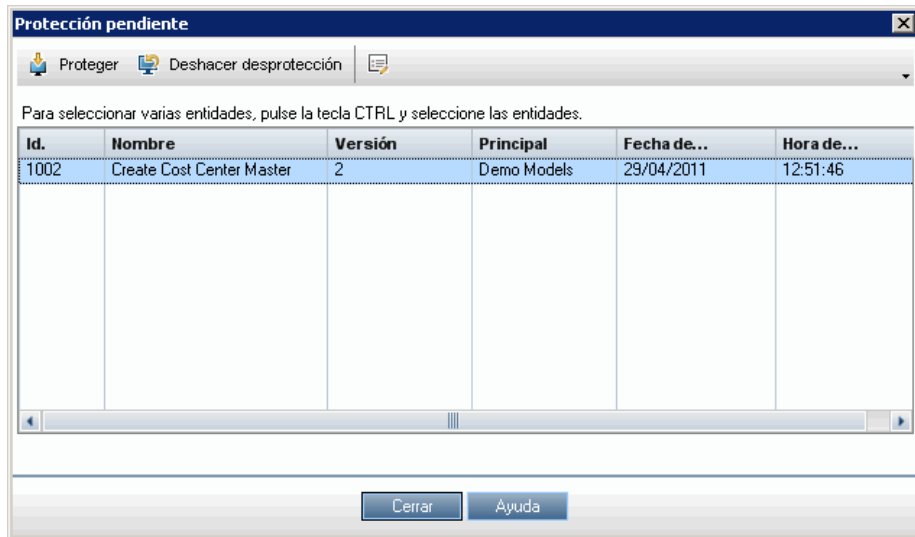 Protección pendiente
Proteger Deshacer desprotección
Para seleccionar varias entidades, pulse la tecla CTRL y seleccione las entidades.
Id. Nombre Versión Principal Fecha de... Hora de...
1002 Create Cost Center Master 2 Demo Models 29/04/2011 12:51:46
Cerrar Ayuda